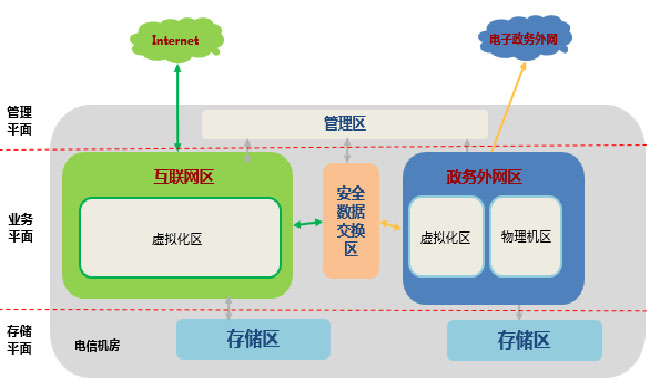 Internet
电子政务外网
管理
平面
管理区
互联网区
安全
数据
交换
区
政务外网区
业务
平面
虚拟化区
虚拟化区
物理机区
存储
平面
电信机房
存储区
存储区